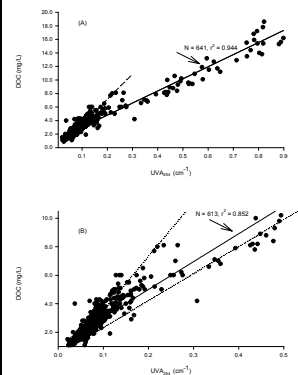 (A)
20.0
18.0
16.0
14.0
12.0
10.0
8.0
6.0
4.0
2.0
0.0
DOC (mg/L)
N = 641, r² = 0.944
0.1 0.2 0.3 0.4 0.5 0.6 0.7 0.8 0.9
UVA₂₅₄ (cm⁻¹)
10.0
8.0
6.0
4.0
2.0
DOC (mg/L)
N = 613, r² = 0.852
(B)
0.0 0.1 0.2 0.3 0.4 0.5
UVA₂₅₄ (cm⁻¹)